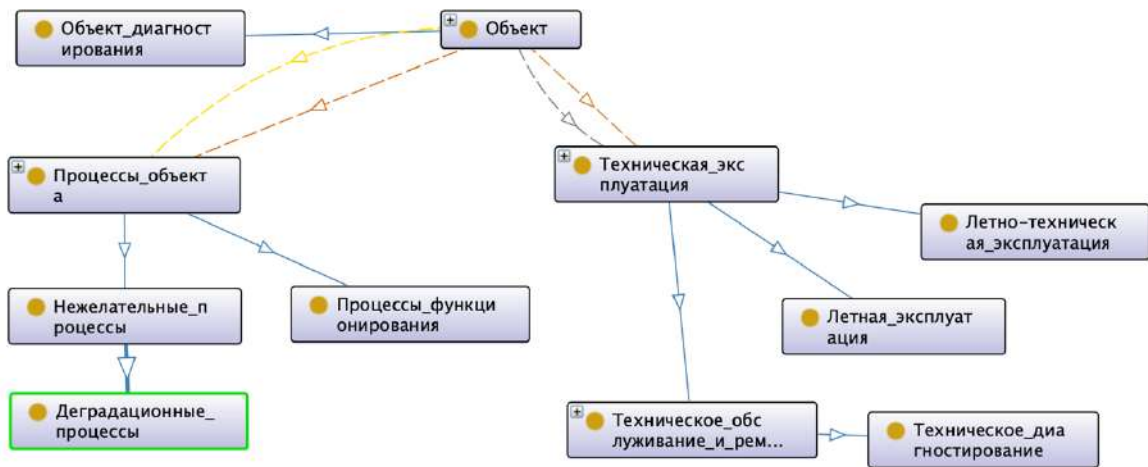 Объект_диагност
ирования
Объект
Процессы_объект
а
Техническая_экс
плуатация
Летно-техническ
ая_эксплуатация
Нежелательные_п
роцессы
Процессы_функци
онирования
Летная_эксплуат
ация
Деградационные_
процессы
Техническое_обс
луживание_и_рем...
Техническое_диа
гностирование